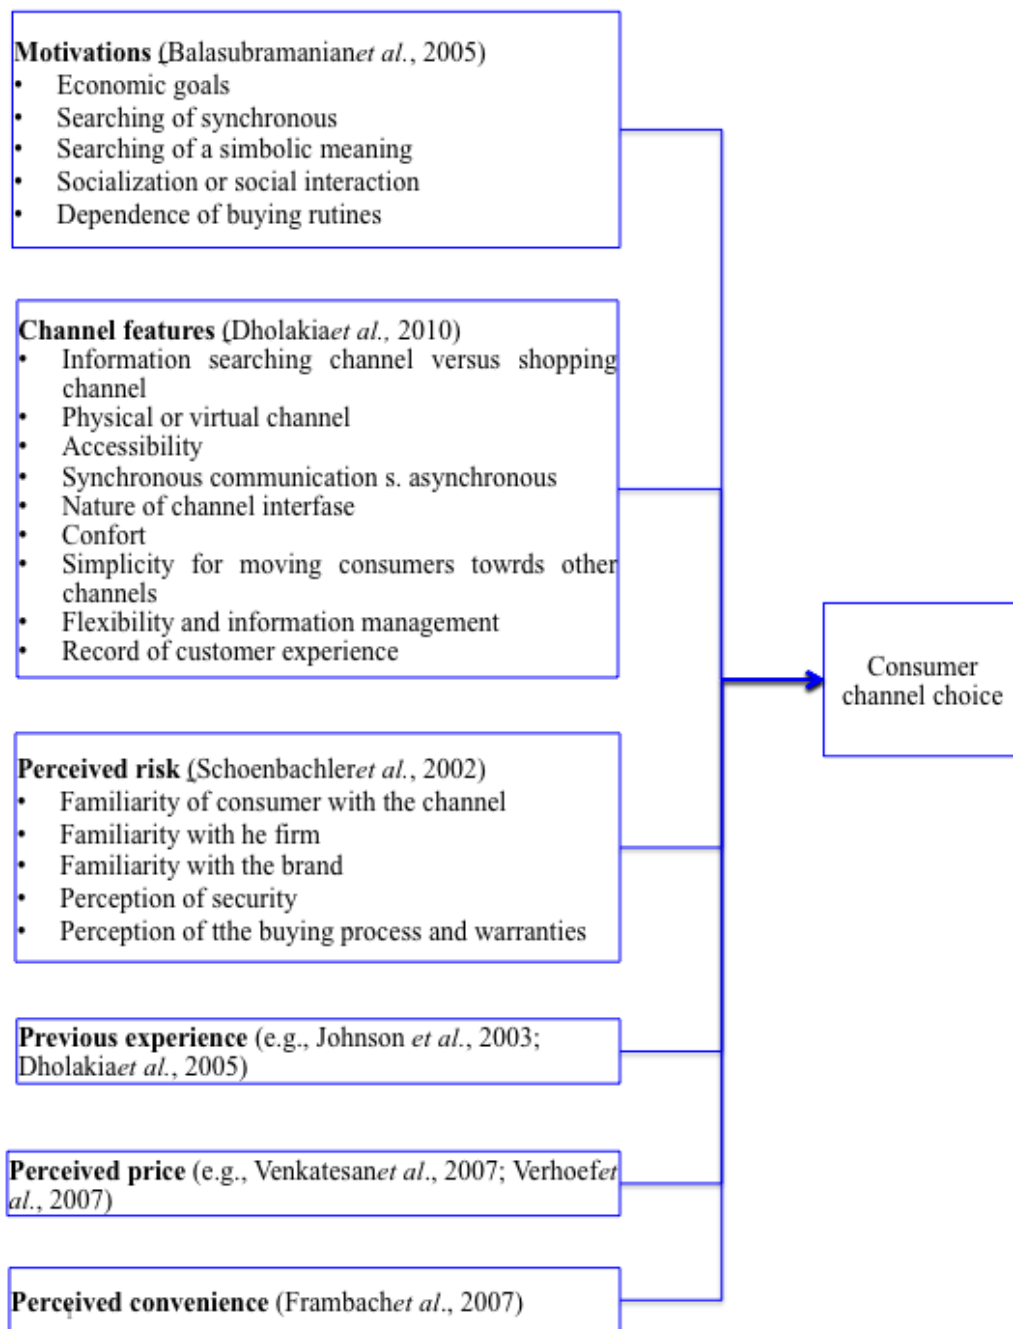 Motivations (Balasubramanianet al., 2005)
• Economic goals
• Searching of synchronous
• Searching of a simbolic meaning
• Socialization or social interaction
• Dependence of buying rutines
Channel features (Dholakiaet al., 2010)
• Information searching channel versus shopping
channel
• Physical or virtual channel
• Accessibility
• Synchronous communication s. asynchronous
• Nature of channel interfase
• Confort
• Simplicity for moving consumers towrds other
channels
• Flexibility and information management
• Record of customer experience
Perceived risk (Schoenbachleret al., 2002)
• Familiarity of consumer with the channel
• Familiarity with he firm
• Familiarity with the brand
• Perception of security
• Perception of tthe buying process and warranties
Previous experience (e.g., Johnson et al., 2003;
Dholakiaet al., 2005)
Perceived price (e.g., Venkatesanet al., 2007; Verhoefet
al., 2007)
Perceived convenience (Frambachet al., 2007)
Consumer
channel choice